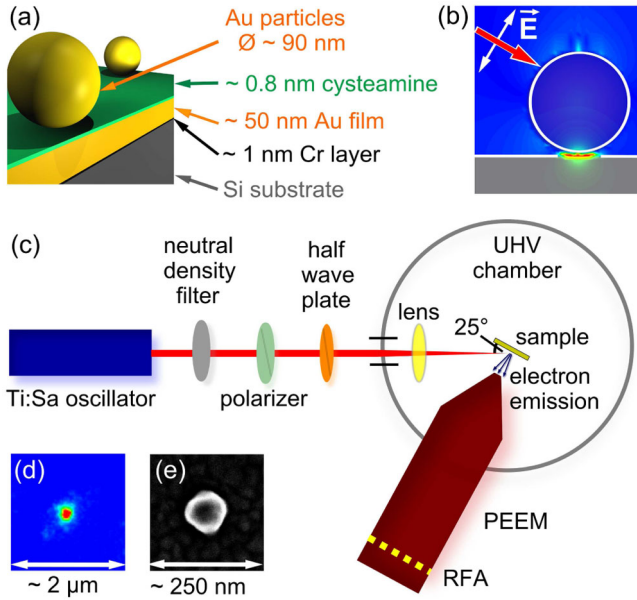 (a)
Au particles
Ø ~ 90 nm
~ 0.8 nm cysteamine
~ 50 nm Au film
~ 1 nm Cr layer
Si substrate
(b)
E
(c)
neutral
density
filter
half
wave
plate
UHV
chamber
lens
25°
sample
electron
emission
Ti:Sa oscillator
polarizer
(d)
~ 2 µm
(e)
~ 250 nm
PEEM
RFA